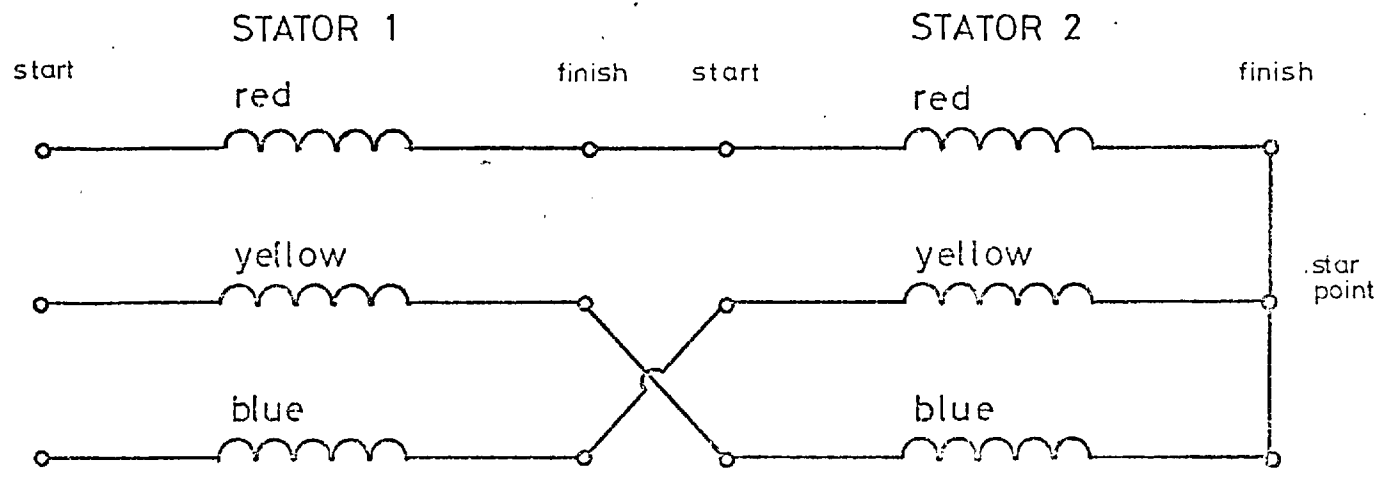 STATOR 1
STATOR 2
start
finish
start
finish
red
red
yellow
yellow
star
point
blue
blue